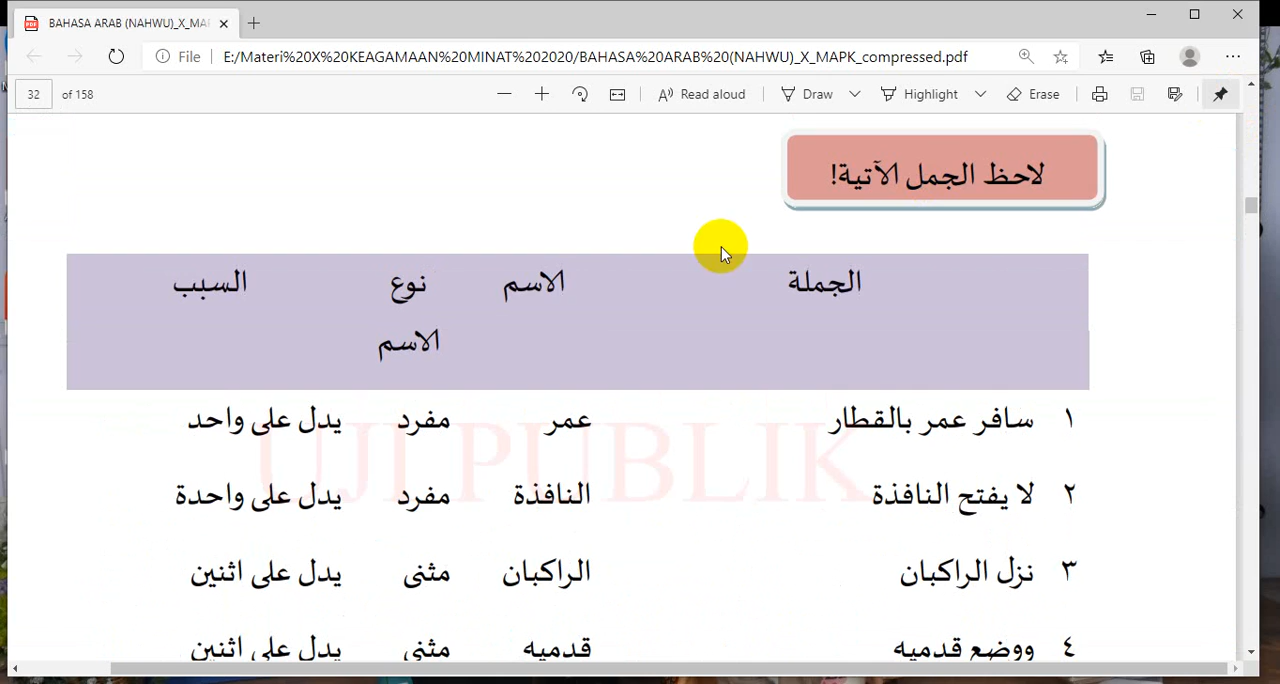 BAHASA ARAB (NAHWU)_X_MA
File E:/Materi%20X%20KEAGAMAAN%20MINAT%202020/BAHASA%20ARAB%20(NAHWU)_X_MAPK_compressed.pdf
32 of 158 Read aloud Draw Highlight Erase
لاحظ الجمل الآتية!
الجملة الاسم نوع السبب
الاسم
١ سافر عمر بالقطار عمر مفرد يدل على واحد
٢ لا يفتح النافذة النافذة مفرد يدل على واحدة
٣ نزل الراكبان الراكبان مثنى يدل على اثنين
٤ ووضع قدميه قدميه مثنى يدل على اثنين
UJI PUBLIK